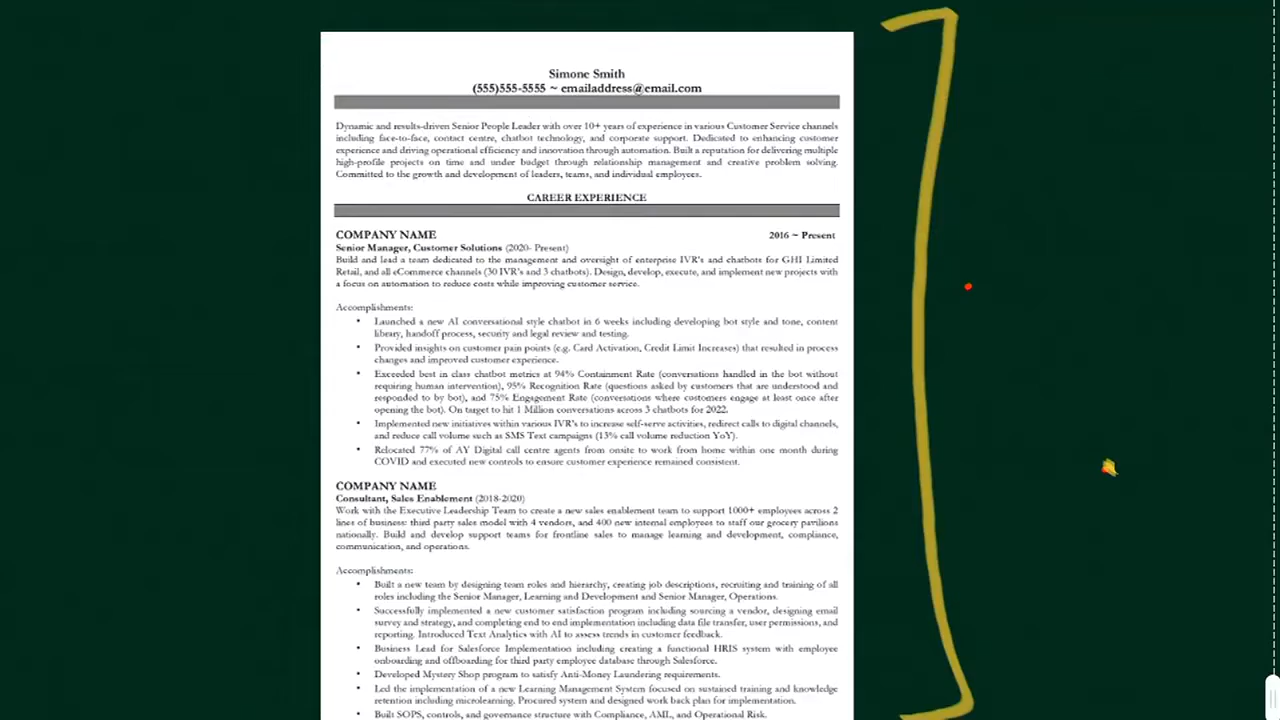 Simone Smith
(555)555-5555 ~ emailaddress@email.com
Dynamic and results-driven Senior People Leader with over 10+ years of experience in various Customer Service channels
including face-to-face, contact centre, chatbot technology, and corporate support. Dedicated to enhancing customer
experience and driving operational efficiency and innovation through automation. Built a reputation for delivering multiple
high-profile projects on time and under budget through relationship management and creative problem solving.
Committed to the growth and development of leaders, teams, and individual employees.
CAREER EXPERIENCE
COMPANY NAME 2016 ~ Present
Senior Manager, Customer Solutions (2020- Present)
Build and lead a team dedicated to the management and oversight of enterprise IVR's and chatbots for GHI Limited
Retail, and all eCommerce channels (30 IVR's and 3 chatbots). Design, develop, execute, and implement new projects with
a focus on automation to reduce costs while improving customer service.
Accomplishments:
• Launched a new AI conversational style chatbot in 6 weeks including developing bot style and tone, content
library, handoff process, security and legal review and testing.
• Provided insights on customer pain points (e.g. Card Activation, Credit Limit Increases) that resulted in process
changes and improved customer experience.
• Exceeded best in class chatbot metrics at 94% Containment Rate (conversations handled in the bot without
requiring human intervention), 95% Recognition Rate (questions asked by customers that are understood and
responded to by bot), and 75% Engagement Rate (conversations where customers engage at least once after
opening the bot). On target to hit 1 Million conversations across 3 chatbots for 2022.
• Implemented new initiatives within various IVR's to increase self-serve activities, redirect calls to digital channels,
and reduce call volume such as SMS Text campaigns (13% call volume reduction YoY).
• Relocated 77% of AY Digital call centre agents from onsite to work from home within one month during
COVID and executed new controls to ensure customer experience remained consistent.
COMPANY NAME
Consultant, Sales Enablement (2018-2020)
Work with the Executive Leadership Team to create a new sales enablement team to support 1000+ employees across 2
lines of business: third party sales model with 4 vendors, and 400 new internal employees to staff our grocery pavilions
nationally. Build and develop support teams for frontline sales to manage learning and development, compliance,
communication, and operations.
Accomplishments:
• Built a new team by designing team roles and hierarchy, creating job descriptions, recruiting and training of all
roles including the Senior Manager, Learning and Development and Senior Manager, Operations.
• Successfully implemented a new customer satisfaction program including sourcing a vendor, designing email
survey and strategy, and completing end to end implementation including data file transfer, user permissions, and
reporting. Introduced Text Analytics with AI to assess trends in customer feedback.
• Business Lead for Salesforce Implementation including creating a functional HRIS system with employee
onboarding and offboarding for third party employee database through Salesforce.
• Developed Mystery Shop program to satisfy Anti-Money Laundering requirements.
• Led the implementation of a new Learning Management System focused on sustained training and knowledge
retention including microlearning. Procured system and designed work back plan for implementation.
• Built SOPS, controls, and governance structure with Compliance, AML, and Operational Risk.